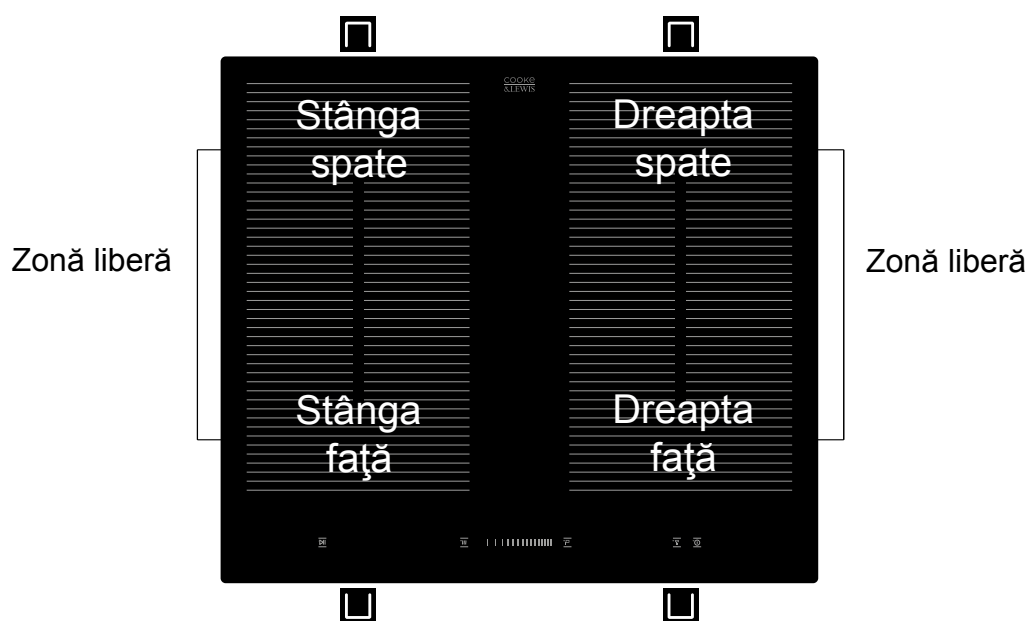 cooke
&LEWIS
Stânga
spate
Dreapta
spate
Zonă liberă
Zonă liberă
Stânga
faţă
Dreapta
faţă